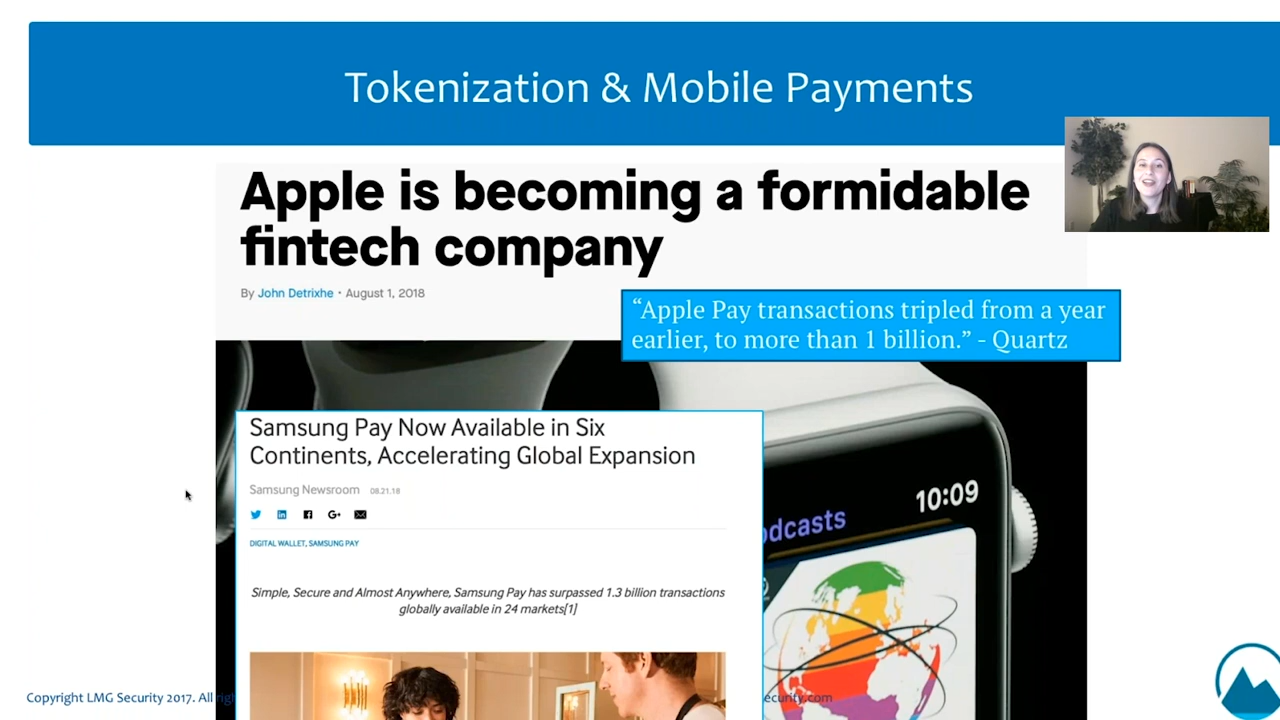 Tokenization & Mobile Payments
Apple is becoming a formidable
fintech company
By John Detrixhe • August 1, 2018
“Apple Pay transactions tripled from a year
earlier, to more than 1 billion.” - Quartz
Samsung Pay Now Available in Six
Continents, Accelerating Global Expansion
Samsung Newsroom 08.21.18
G+
DIGITAL WALLET, SAMSUNG PAY
Simple, Secure and Almost Anywhere, Samsung Pay has surpassed 1.3 billion transactions
globally available in 24 markets[1]
10:09
odcasts
Copyright LMG Security 2017. All righ
ecurity.com